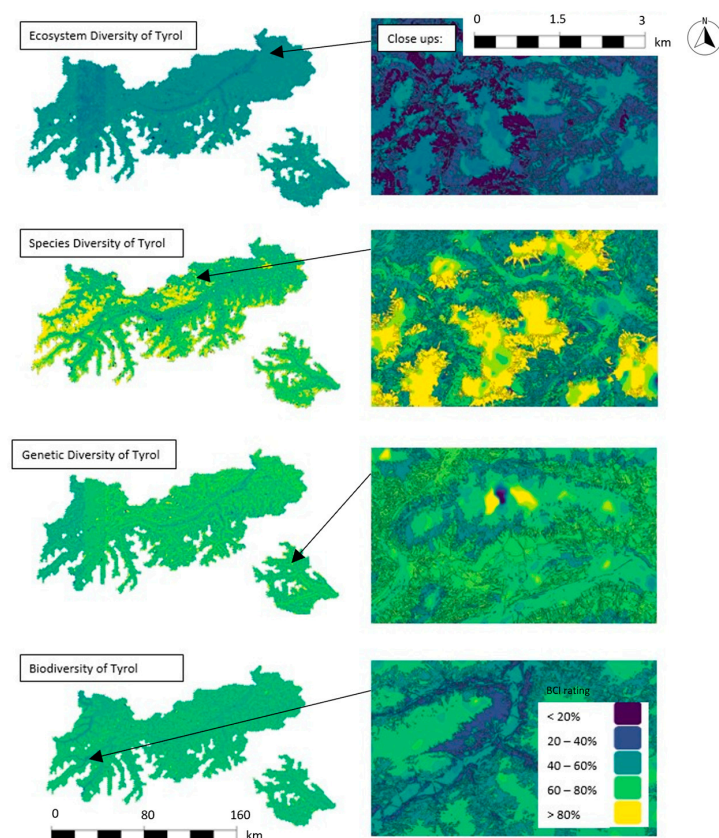 Ecosystem Diversity of Tyrol
Close ups:
0 1.5 3
km
N
Species Diversity of Tyrol
Genetic Diversity of Tyrol
Biodiversity of Tyrol
BCI rating
< 20%
20 – 40%
40 – 60%
60 – 80%
> 80%
0 80 160
km